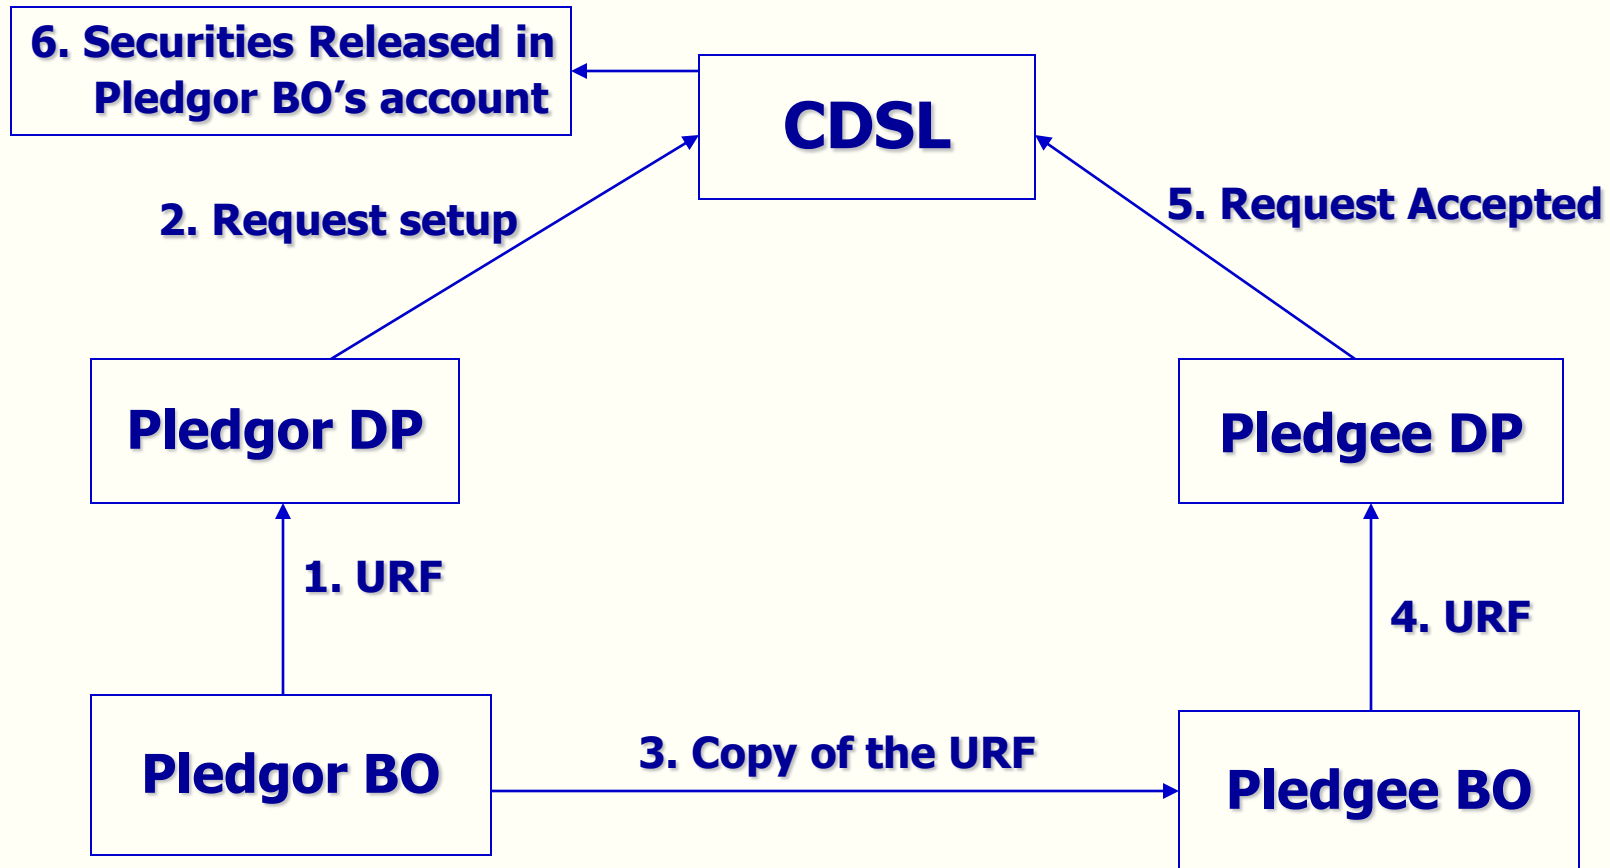 6. Securities Released in
Pledgor BO’s account
CDSL
2. Request setup
5. Request Accepted
Pledgor DP
Pledgee DP
1. URF
4. URF
3. Copy of the URF
Pledgor BO
Pledgee BO